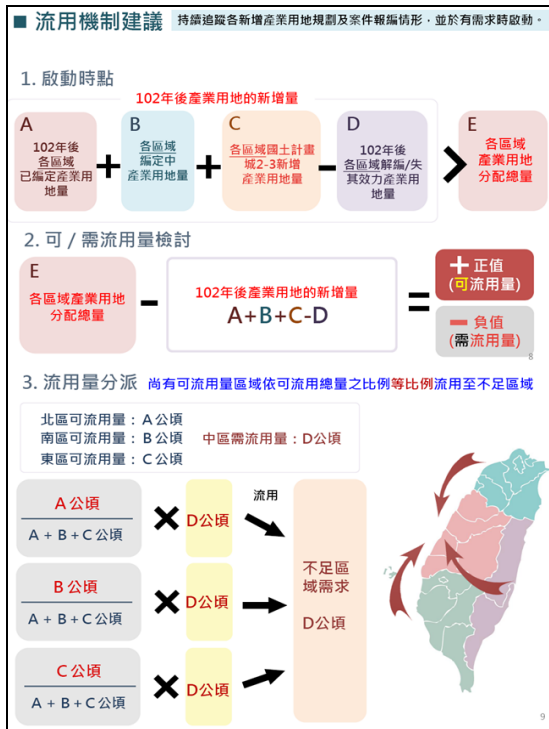 ■ 流用機制建議 持續追蹤各新增產業用地規劃及案件報編情形，並於有需求時啟動。
1. 啟動時點
102年後產業用地的新增量
A
102年後
各區域
已編定產業用
地量
+
B
各區域
編定中
產業用地量
+
C
各區域國土計畫
城2-3新增
產業用地量
-
D
102年後
各區域解編/失
其效力產業用
地量
>
E
各區域
產業用地
分配總量
2. 可 / 需流用量檢討
E
各區域產業用地
分配總量
-
102年後產業用地的新增量
A+B+C-D
=
+ 正值
(可流用量)
- 負值
(需流用量)
8
3. 流用量分派 尚有可流用量區域依可流用總量之比例等比例流用至不足區域
北區可流用量：A公頃
南區可流用量：B公頃
東區可流用量：C公頃
中區需流用量：D公頃
A 公頃
A + B + C 公頃
×
D公頃
流用
B 公頃
A + B + C 公頃
×
D公頃
C 公頃
A + B + C 公頃
×
D公頃
不足區
域需求
D公頃
9